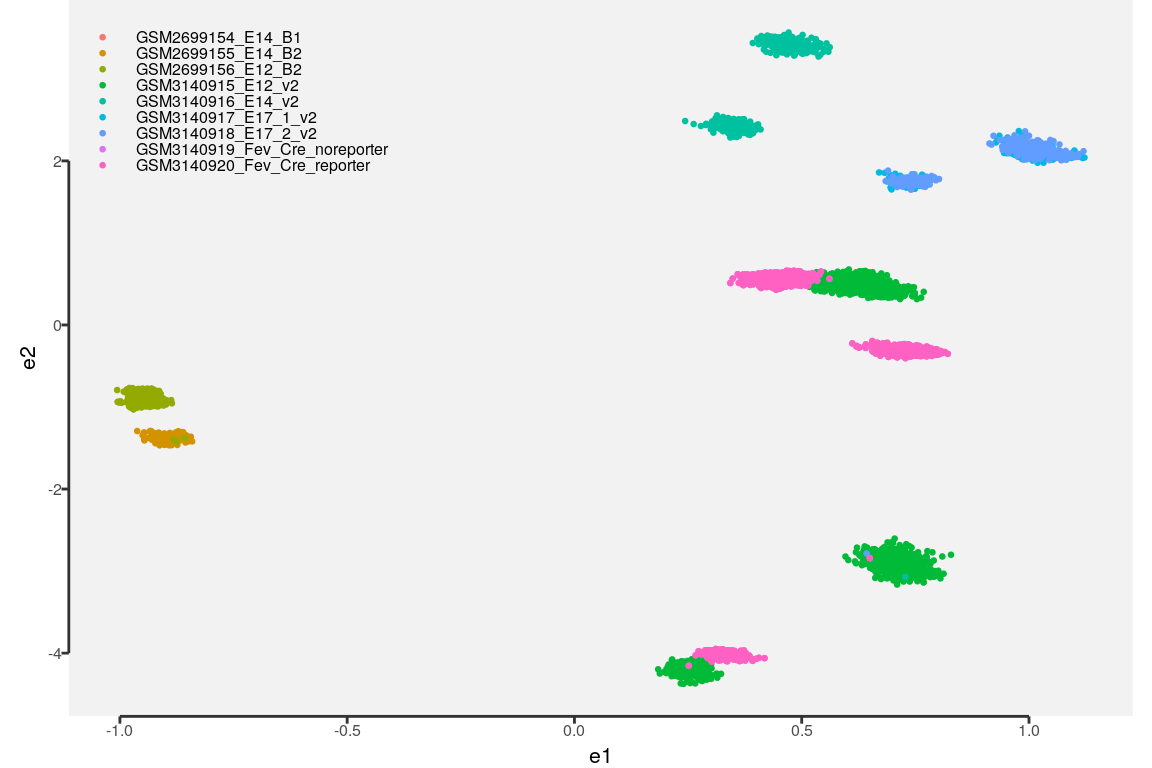 GSM2699154_E14_B1
GSM2699155_E14_B2
GSM2699156_E12_B2
GSM3140915_E12_v2
GSM3140916_E14_v2
GSM3140917_E17_1_v2
GSM3140918_E17_2_v2
GSM3140919_Fev_Cre_noreporter
GSM3140920_Fev_Cre_reporter
2
0
-2
-4
e2
-1.0
-0.5
0.0
0.5
1.0
e1